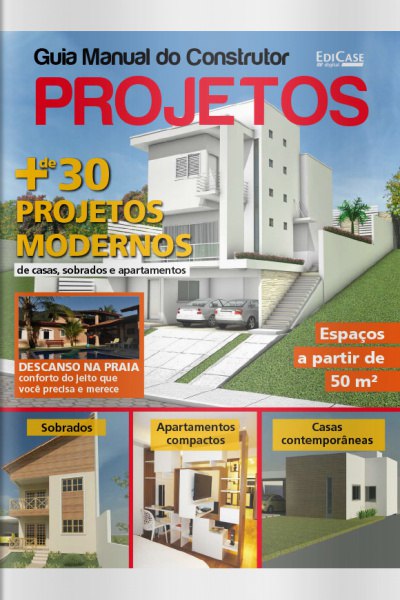 Guia Manual do Construtor
EDICASE
digital
PROJETOS
+de 30
PROJETOS
MODERNOS
de casas, sobrados e apartamentos
DESCANSO NA PRAIA
conforto do jeito que
você precisa e merece
Espaços
a partir de
50 m²
Sobrados
Apartamentos
compactos
Casas
contemporâneas